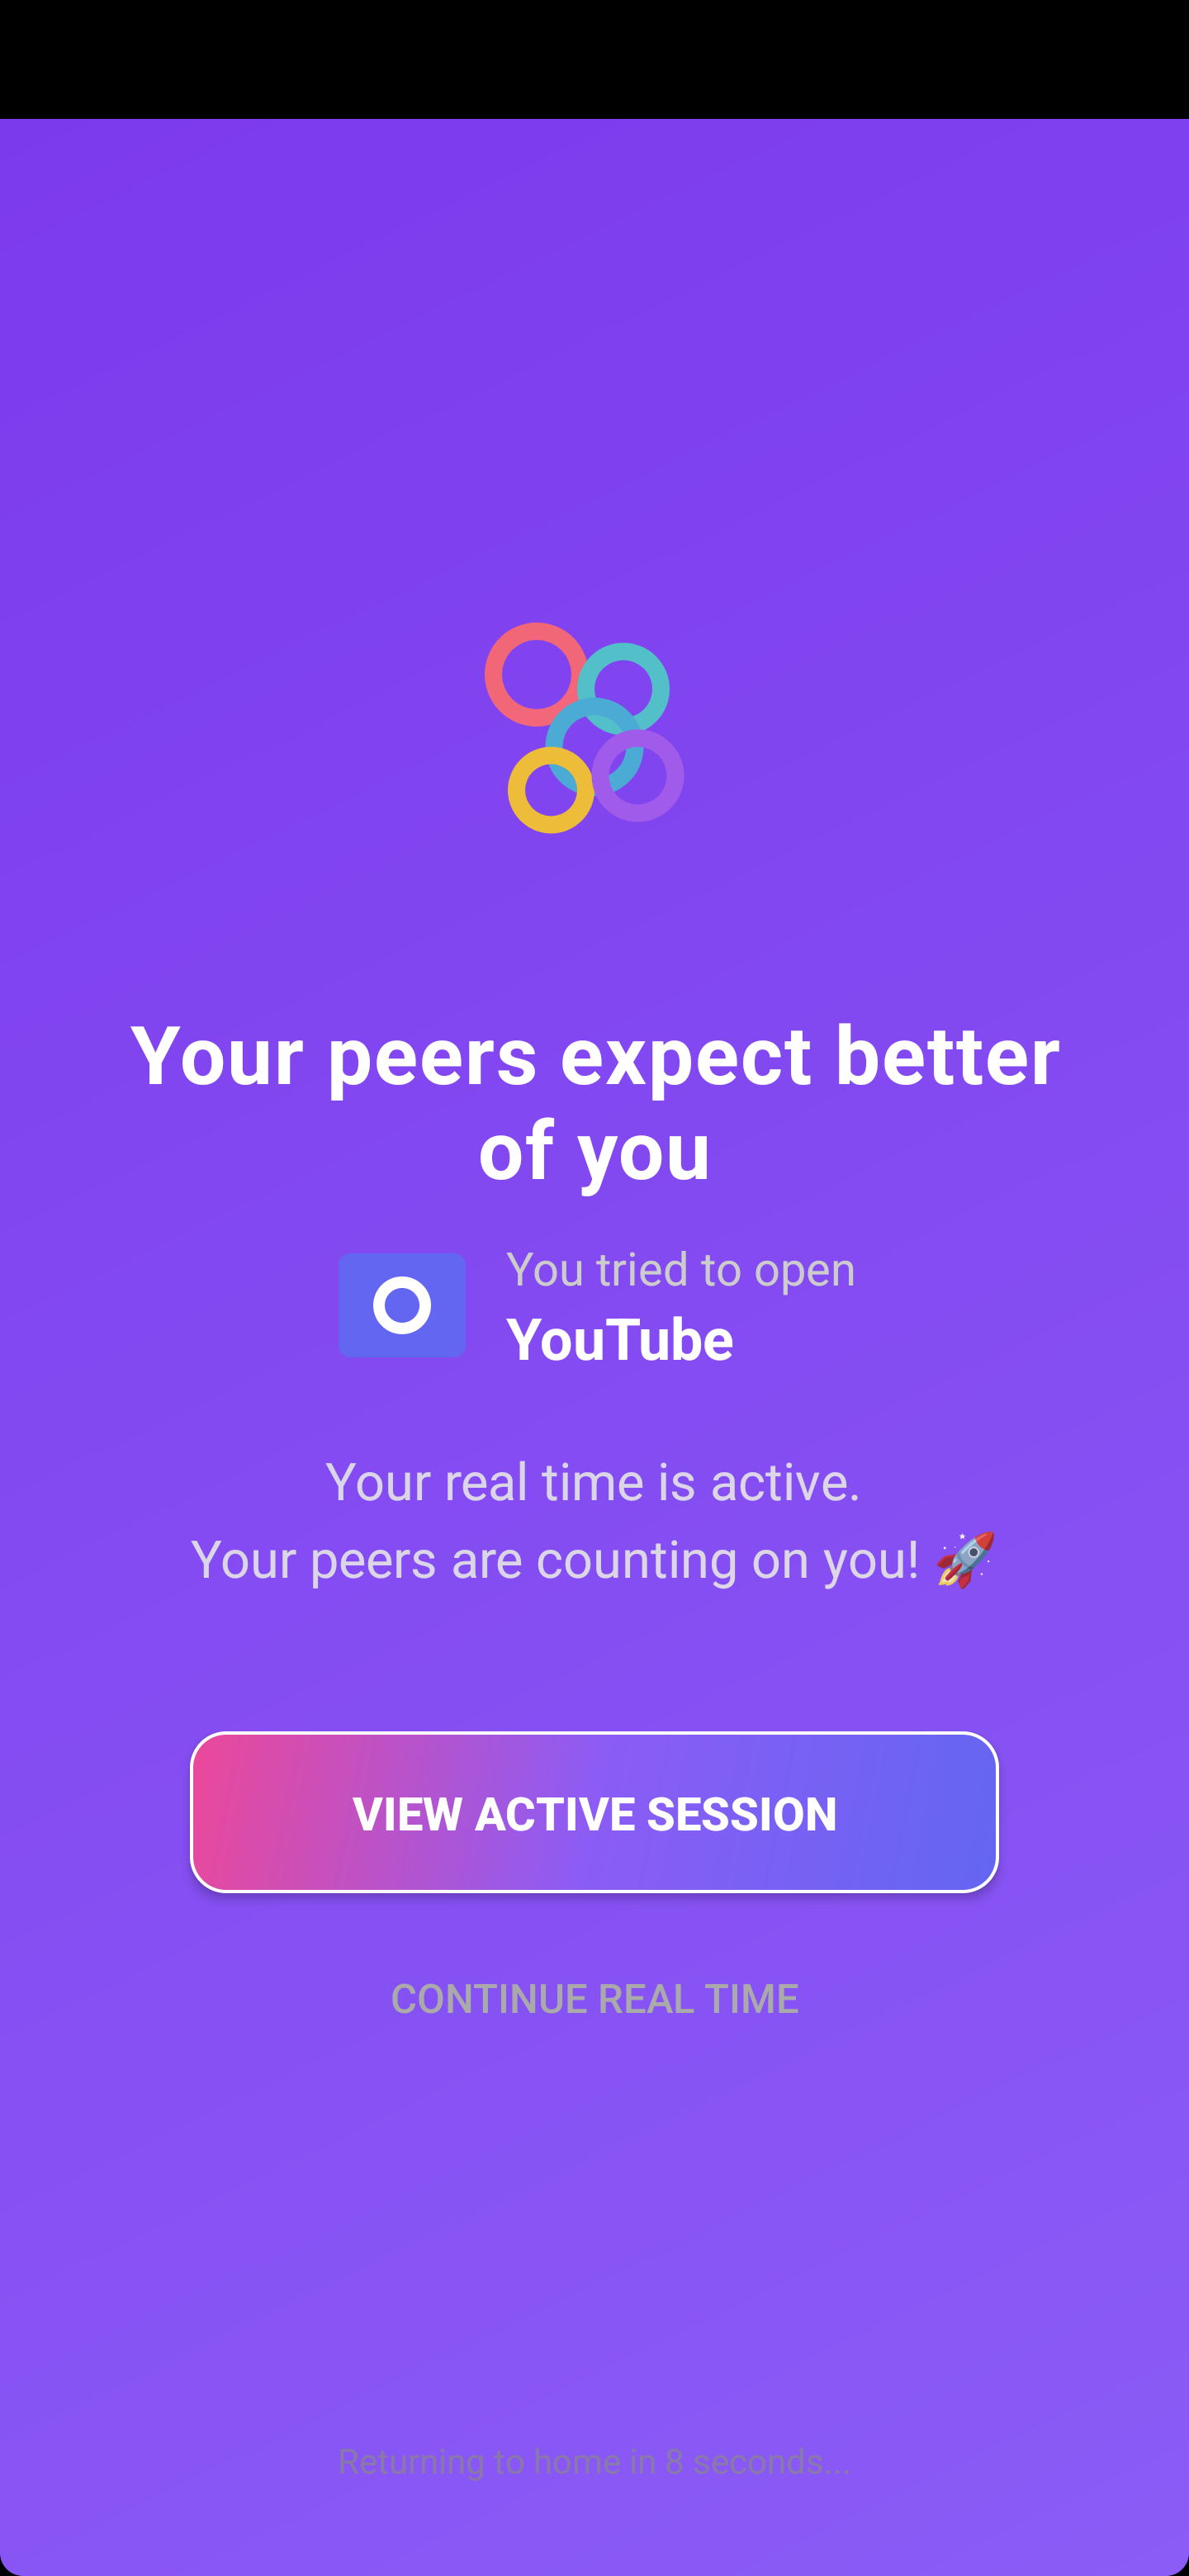 Your peers expect better
of you
You tried to open
YouTube
Your real time is active.
Your peers are counting on you! 🚀
VIEW ACTIVE SESSION
CONTINUE REAL TIME
Returning to home in 8 seconds...